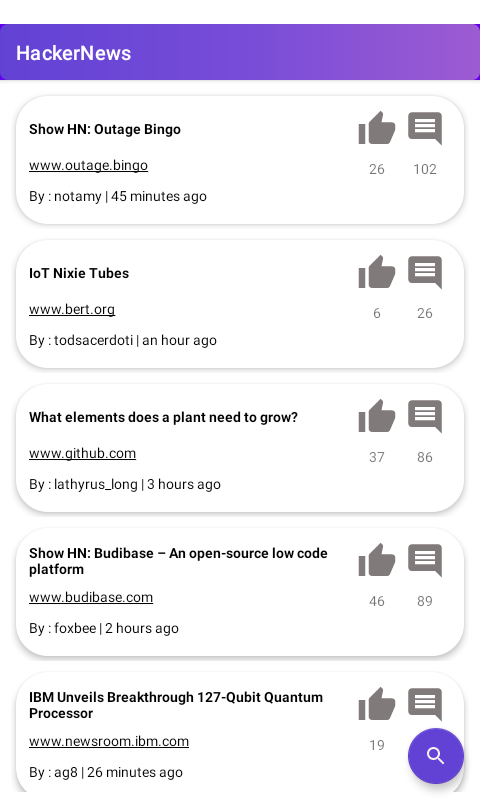 HackerNews
Show HN: Outage Bingo
www.outage.bingo
By : notamy | 45 minutes ago
26
102
IoT Nixie Tubes
www.bert.org
By : todsacerdoti | an hour ago
6
26
What elements does a plant need to grow?
www.github.com
By : lathyrus_long | 3 hours ago
37
86
Show HN: Budibase – An open-source low code
platform
www.budibase.com
By : foxbee | 2 hours ago
46
89
IBM Unveils Breakthrough 127-Qubit Quantum
Processor
www.newsroom.ibm.com
By : ag8 | 26 minutes ago
19